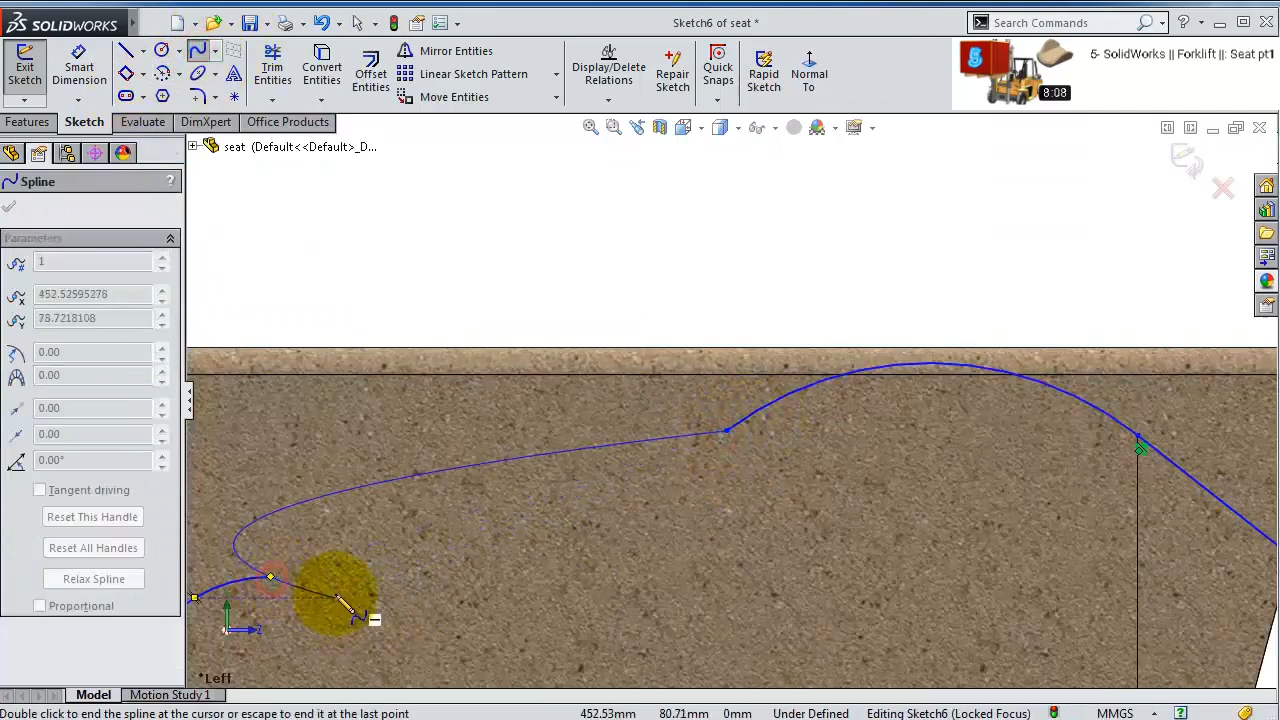 SOLIDWORKS
Sketch6 of seat *
Search Commands
Exit Sketch
Smart Dimension
Trim Entities
Convert Entities
Offset Entities
Mirror Entities
Linear Sketch Pattern
Move Entities
Display/Delete Relations
Repair Sketch
Quick Snaps
Rapid Sketch
Normal To
5
8:08
5- SolidWorks || Forklift ||: Seat pt1
Features
Sketch
Evaluate
DimXpert
Office Products
seat (Default<<Default>_D...
Spline
?
Parameters
1
452.52595278
78.7218108
0.00
0.00
0.00
0.00
0.00°
Tangent driving
Reset This Handle
Reset All Handles
Relax Spline
Proportional
Z
*Left
Model
Motion Study 1
Double click to end the spline at the cursor or escape to end it at the last point
452.53mm
80.71mm
0mm
Under Defined
Editing Sketch6 (Locked Focus)
MMGS